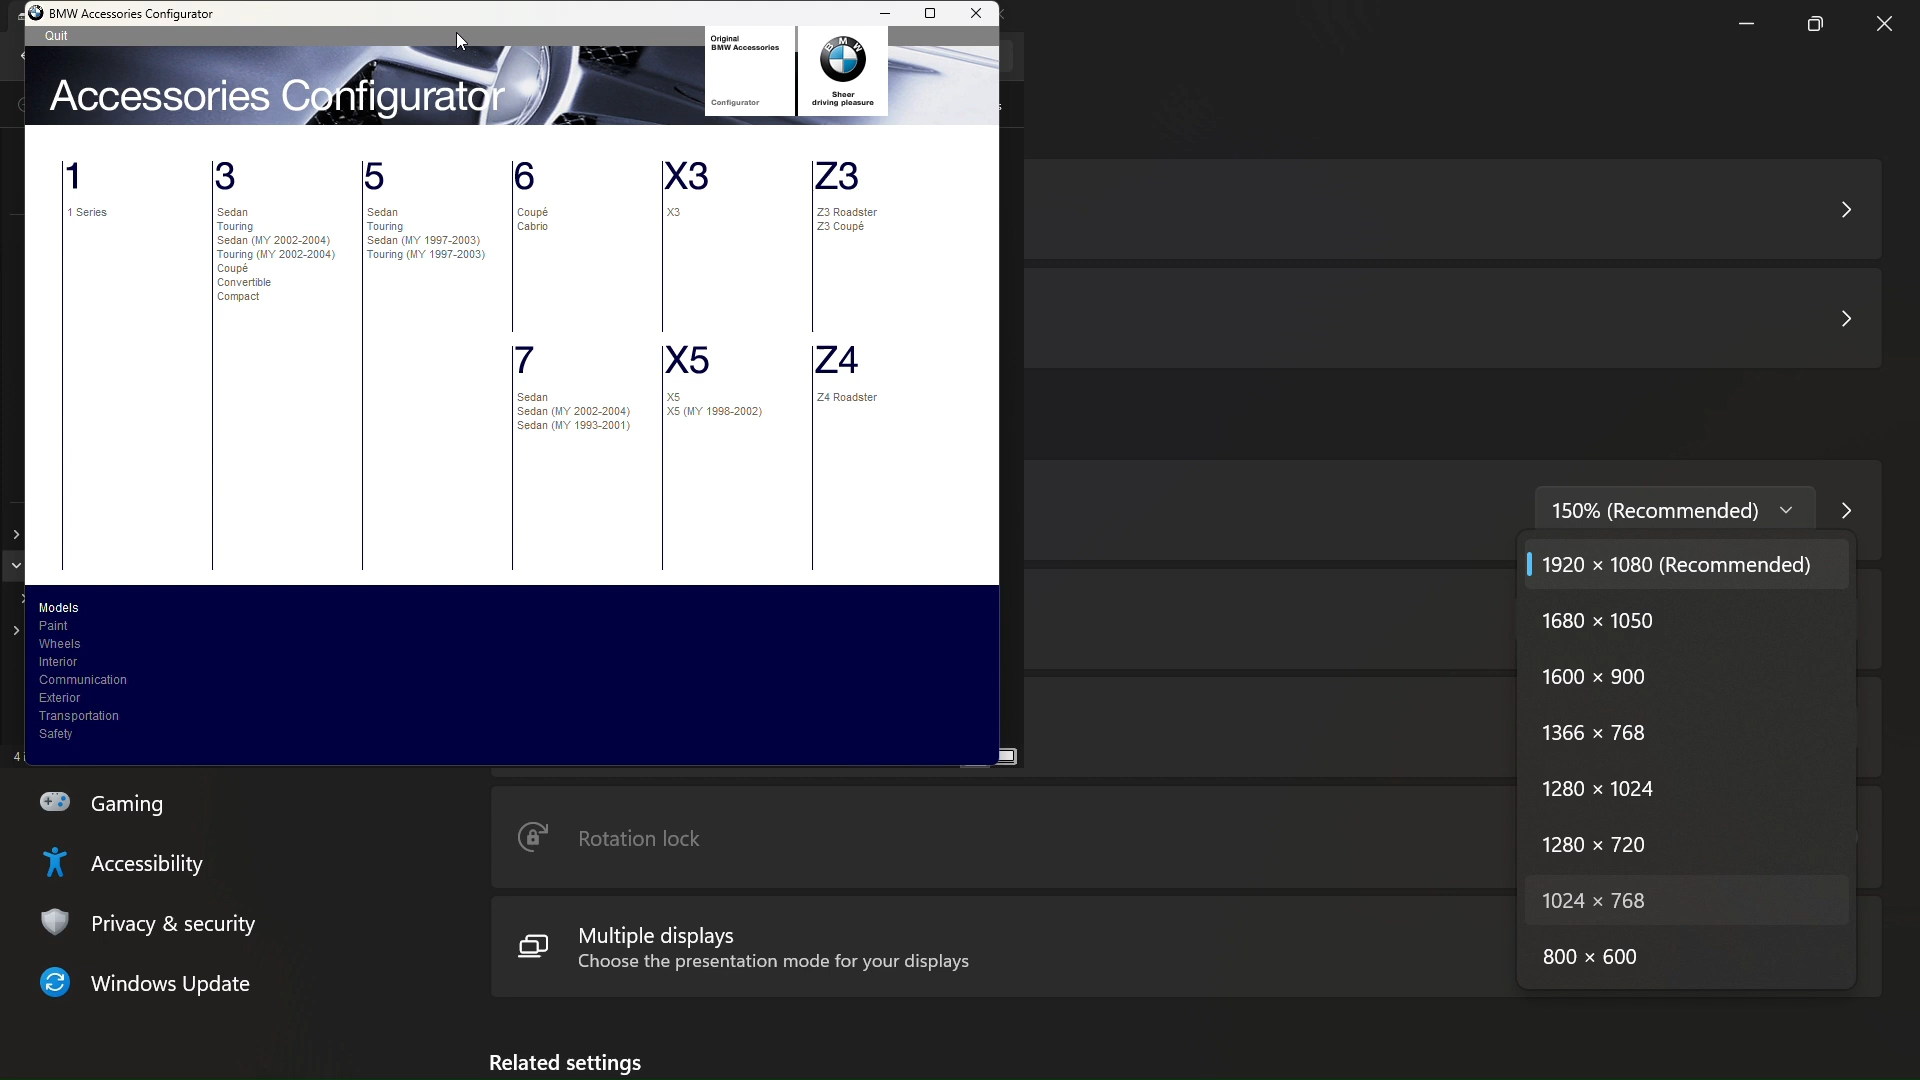 BMW Accessories Configurator
Quit
Accessories Configurator
Original
BMW Accessories
Configurator
BMW
Sheer
driving pleasure
1
1 Series
3
Sedan
Touring
Sedan (MY 2002-2004)
Touring (MY 2002-2004)
Coupé
Convertible
Compact
5
Sedan
Touring
Sedan (MY 1997-2003)
Touring (MY 1997-2003)
6
Coupé
Cabrio
X3
X3
Z3
Z3 Roadster
Z3 Coupé
7
Sedan
Sedan (MY 2002-2004)
Sedan (MY 1993-2001)
X5
X5
X5 (MY 1998-2002)
Z4
Z4 Roadster
Models
Paint
Wheels
Interior
Communication
Exterior
Transportation
Safety
150% (Recommended)
1920 × 1080 (Recommended)
1680 × 1050
1600 × 900
1366 × 768
1280 × 1024
1280 × 720
1024 × 768
800 × 600
Gaming
Accessibility
Privacy & security
Windows Update
Rotation lock
Multiple displays
Choose the presentation mode for your displays
Related settings